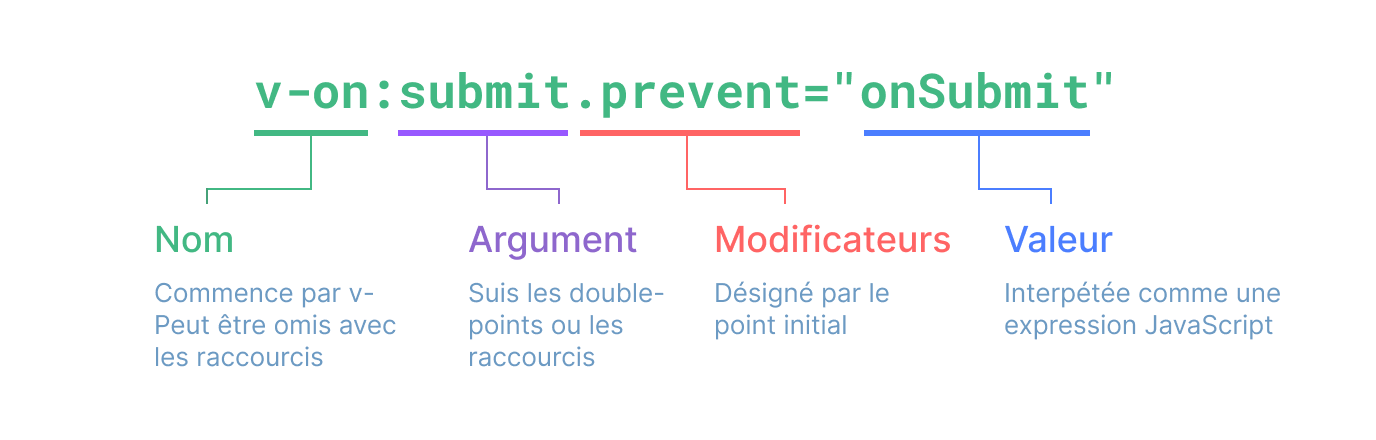 v-on:submit.prevent="onSubmit"
Nom
Commence par v-
Peut être omis avec
les raccourcis
Argument
Suis les double-
points ou les
raccourcis
Modificateurs
Désigné par le
point initial
Valeur
Interpétée comme une
expression JavaScript